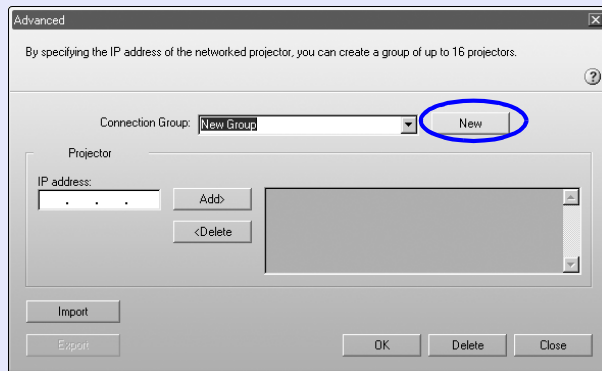 Advanced
By specifying the IP address of the networked projector, you can create a group of up to 16 projectors.
?
Connection Group: New Group New
Projector
IP address:
. . .
Add>
<Delete
Import
Export
OK Delete Close